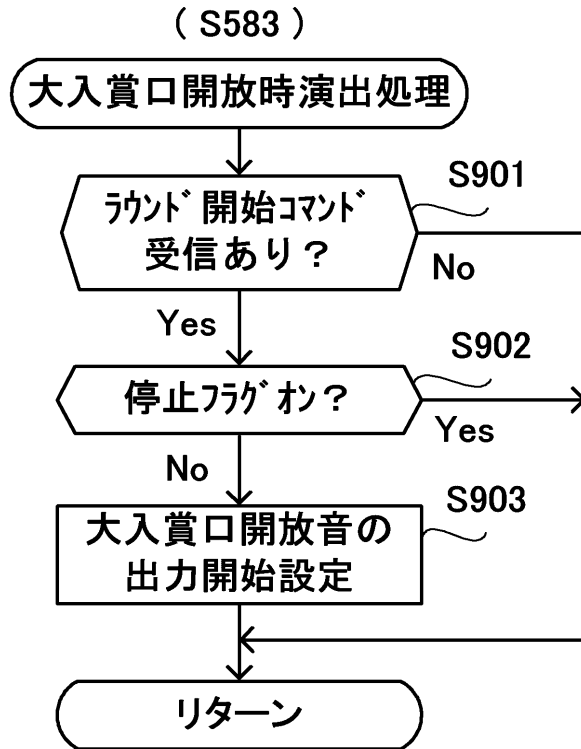 (S583)
大入賞口開放時演出処理
S901
ﾗｳﾝﾄﾞ開始ｺﾏﾝﾄﾞ
受信あり？
No
Yes
S902
停止ﾌﾗｸﾞｵﾝ？
Yes
No
S903
大入賞口開放音の
出力開始設定
リターン